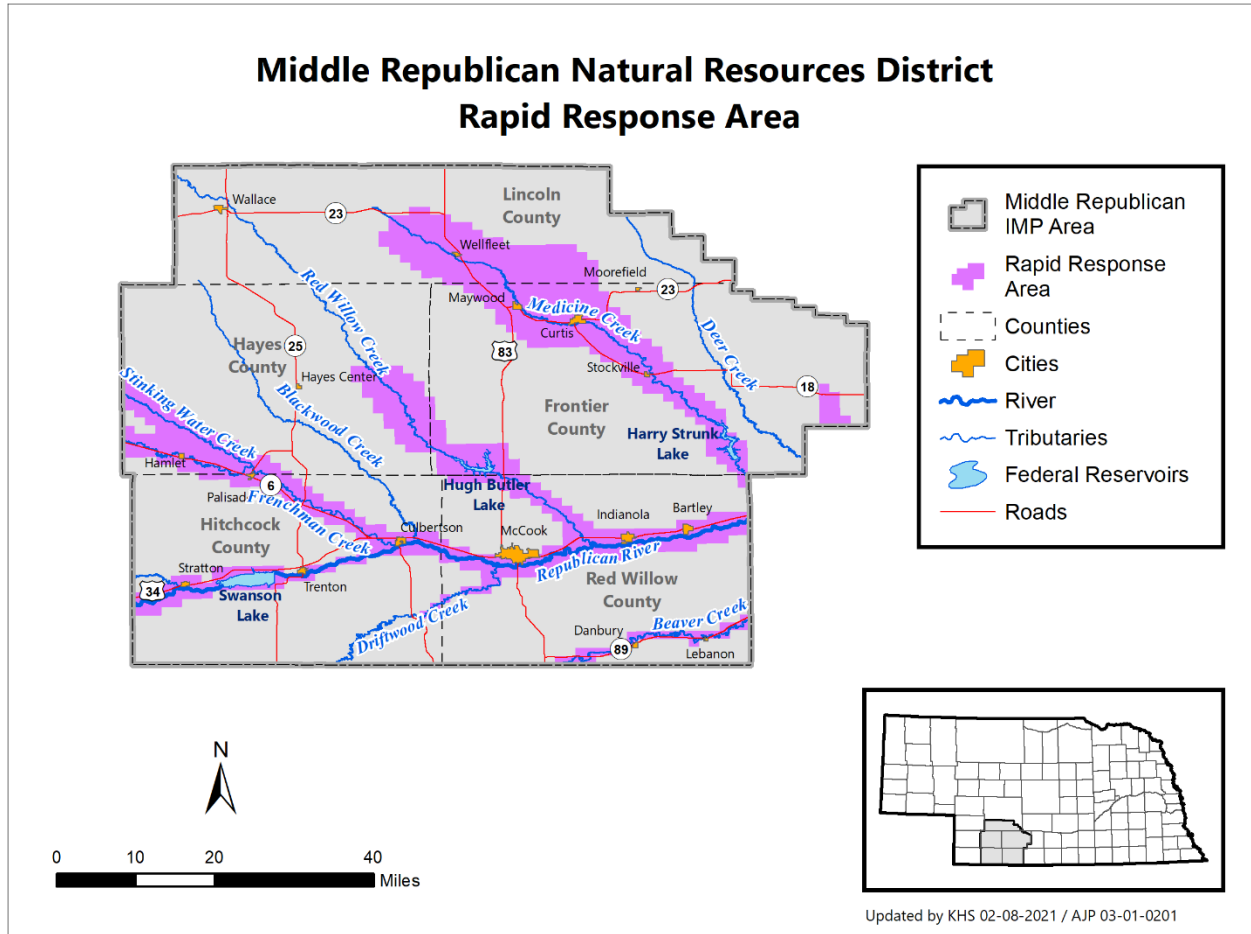 Middle Republican Natural Resources District
Rapid Response Area
Wallace
23
Lincoln
County
Wellfleet
Moorefield
23
Red Willow Creek
Maywood
Medicine Creek
Curtis
Deer Creek
Hayes
County
25
83
Stockville
Hayes Center
18
Stinking Water Creek
Blackwood Creek
Frontier
County
Harry Strunk
Lake
Hamlet
Hugh Butler
Lake
6
Palisad
Frenchman Creek
Hitchcock
County
Culbertson
McCook
Indianola
Bartley
Republican River
Stratton
34
Swanson
Lake
Trenton
Red Willow
County
Driftwood Creek
Danbury
Beaver Creek
89
Lebanon
Middle Republican
IMP Area
Rapid Response
Area
Counties
Cities
River
Tributaries
Federal Reservoirs
Roads
N
0 10 20 40
Miles
Updated by KHS 02-08-2021 / AJP 03-01-0201